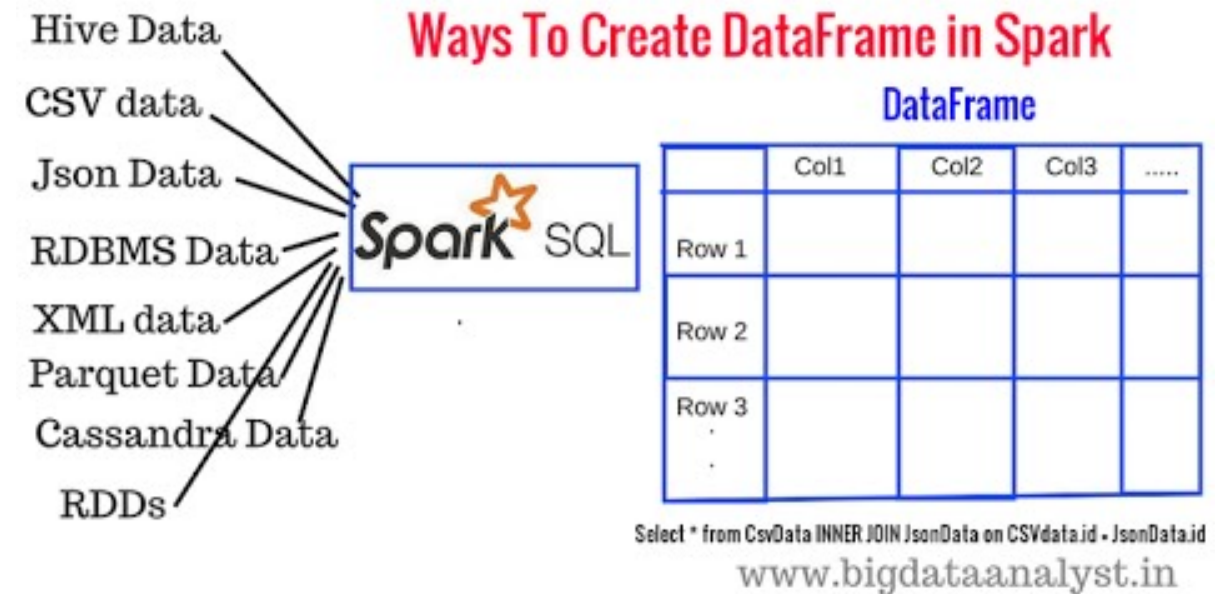 Ways To Create DataFrame in Spark
Hive Data
CSV data
Json Data
RDBMS Data
XML data
Parquet Data
Cassandra Data
RDDs
Spark SQL
DataFrame
Col1 Col2 Col3 .....
Row 1
Row 2
Row 3
.
.
Select * from CsvData INNER JOIN JsonData on CSVdata.id = JsonData.id
www.bigdataanalyst.in